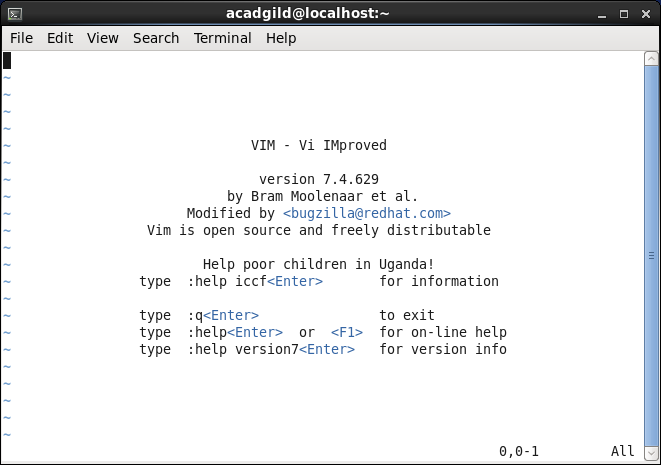 acadgild@localhost:~
File Edit View Search Terminal Help
~
~
~
~
~
VIM - Vi IMproved
~
~
version 7.4.629
~
by Bram Moolenaar et al.
~
Modified by <bugzilla@redhat.com>
~
Vim is open source and freely distributable
~
~
Help poor children in Uganda!
~
type :help iccf<Enter> for information
~
~
type :q<Enter> to exit
~
type :help<Enter> or <F1> for on-line help
~
type :help version7<Enter> for version info
~
~
~
~
~
0,0-1 All